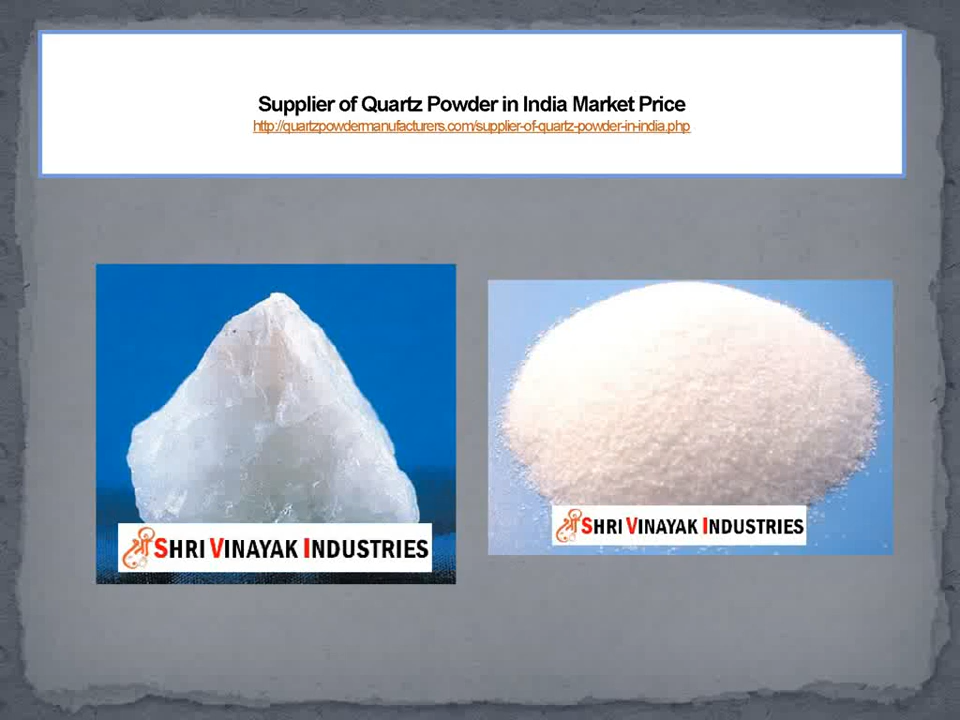 Supplier of Quartz Powder in India Market Price
http://quartzpowdermanufacturers.com/supplier-of-quartz-powder-in-india.php
SHRI VINAYAK INDUSTRIES
SHRI VINAYAK INDUSTRIES